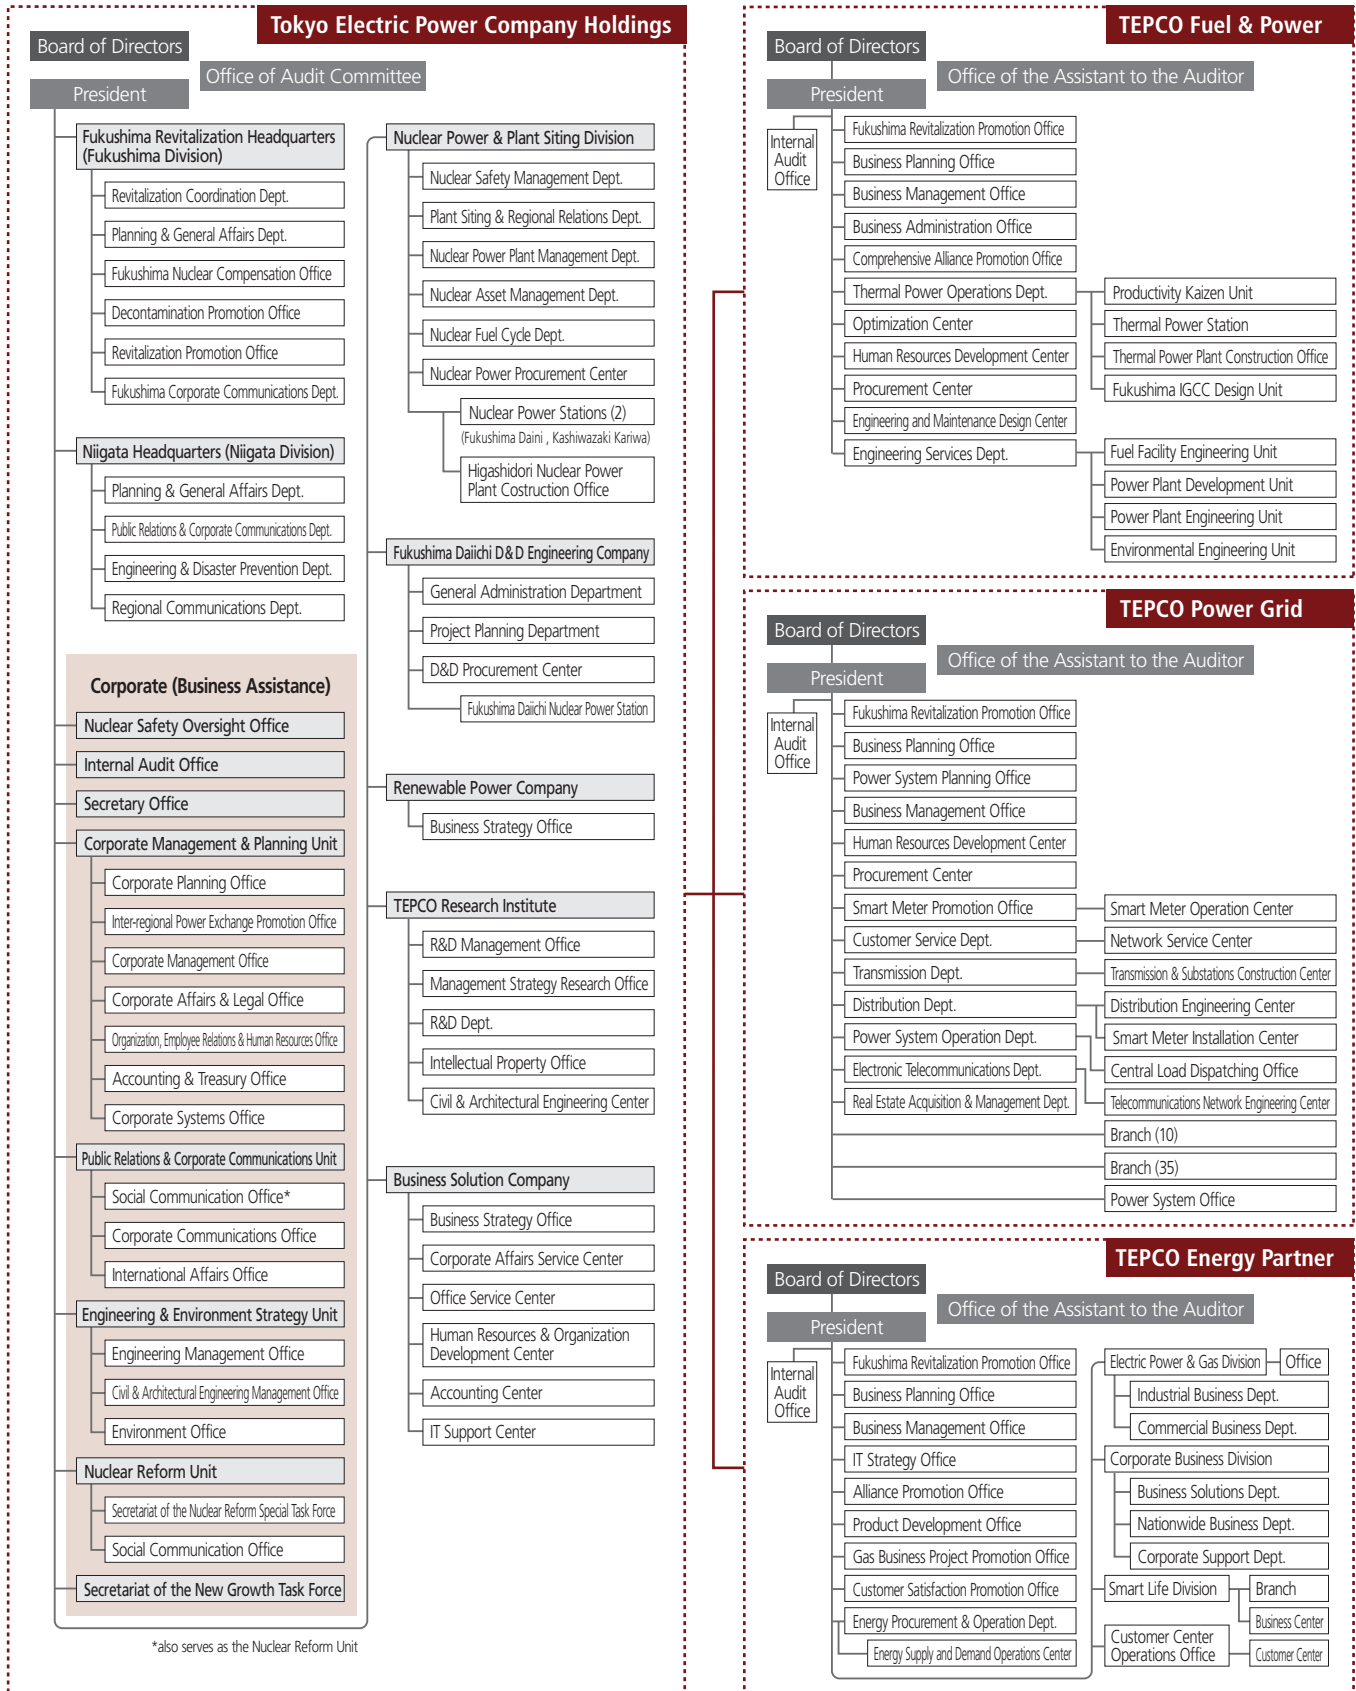 Tokyo Electric Power Company Holdings
Board of Directors
Office of Audit Committee
President
Fukushima Revitalization Headquarters
(Fukushima Division)
Revitalization Coordination Dept.
Planning & General Affairs Dept.
Fukushima Nuclear Compensation Office
Decontamination Promotion Office
Revitalization Promotion Office
Fukushima Corporate Communications Dept.
Niigata Headquarters (Niigata Division)
Planning & General Affairs Dept.
Public Relations & Corporate Communications Dept.
Engineering & Disaster Prevention Dept.
Regional Communications Dept.
Corporate (Business Assistance)
Nuclear Safety Oversight Office
Internal Audit Office
Secretary Office
Corporate Management & Planning Unit
Corporate Planning Office
Inter-regional Power Exchange Promotion Office
Corporate Management Office
Corporate Affairs & Legal Office
Organization, Employee Relations & Human Resources Office
Accounting & Treasury Office
Corporate Systems Office
Public Relations & Corporate Communications Unit
Social Communication Office*
Corporate Communications Office
International Affairs Office
Engineering & Environment Strategy Unit
Engineering Management Office
Civil & Architectural Engineering Management Office
Environment Office
Nuclear Reform Unit
Secretariat of the Nuclear Reform Special Task Force
Social Communication Office
Secretariat of the New Growth Task Force
*also serves as the Nuclear Reform Unit
Nuclear Power & Plant Siting Division
Nuclear Safety Management Dept.
Plant Siting & Regional Relations Dept.
Nuclear Power Plant Management Dept.
Nuclear Asset Management Dept.
Nuclear Fuel Cycle Dept.
Nuclear Power Procurement Center
Nuclear Power Stations (2)
(Fukushima Daini , Kashiwazaki Kariwa)
Higashidori Nuclear Power
Plant Costruction Office
Fukushima Daiichi D&D Engineering Company
General Administration Department
Project Planning Department
D&D Procurement Center
Fukushima Daiichi Nuclear Power Station
Renewable Power Company
Business Strategy Office
TEPCO Research Institute
R&D Management Office
Management Strategy Research Office
R&D Dept.
Intellectual Property Office
Civil & Architectural Engineering Center
Business Solution Company
Business Strategy Office
Corporate Affairs Service Center
Office Service Center
Human Resources & Organization
Development Center
Accounting Center
IT Support Center
TEPCO Fuel & Power
Board of Directors
Office of the Assistant to the Auditor
President
Internal
Audit
Office
Fukushima Revitalization Promotion Office
Business Planning Office
Business Management Office
Business Administration Office
Comprehensive Alliance Promotion Office
Thermal Power Operations Dept.
Optimization Center
Human Resources Development Center
Procurement Center
Engineering and Maintenance Design Center
Engineering Services Dept.
Productivity Kaizen Unit
Thermal Power Station
Thermal Power Plant Construction Office
Fukushima IGCC Design Unit
Fuel Facility Engineering Unit
Power Plant Development Unit
Power Plant Engineering Unit
Environmental Engineering Unit
TEPCO Power Grid
Board of Directors
Office of the Assistant to the Auditor
President
Internal
Audit
Office
Fukushima Revitalization Promotion Office
Business Planning Office
Power System Planning Office
Business Management Office
Human Resources Development Center
Procurement Center
Smart Meter Promotion Office
Customer Service Dept.
Transmission Dept.
Distribution Dept.
Power System Operation Dept.
Electronic Telecommunications Dept.
Real Estate Acquisition & Management Dept.
Smart Meter Operation Center
Network Service Center
Transmission & Substations Construction Center
Distribution Engineering Center
Smart Meter Installation Center
Central Load Dispatching Office
Telecommunications Network Engineering Center
Branch (10)
Branch (35)
Power System Office
TEPCO Energy Partner
Board of Directors
Office of the Assistant to the Auditor
President
Internal
Audit
Office
Fukushima Revitalization Promotion Office
Business Planning Office
Business Management Office
IT Strategy Office
Alliance Promotion Office
Product Development Office
Gas Business Project Promotion Office
Customer Satisfaction Promotion Office
Energy Procurement & Operation Dept.
Energy Supply and Demand Operations Center
Electric Power & Gas Division
Office
Industrial Business Dept.
Commercial Business Dept.
Corporate Business Division
Business Solutions Dept.
Nationwide Business Dept.
Corporate Support Dept.
Smart Life Division
Branch
Business Center
Customer Center
Operations Office
Customer Center